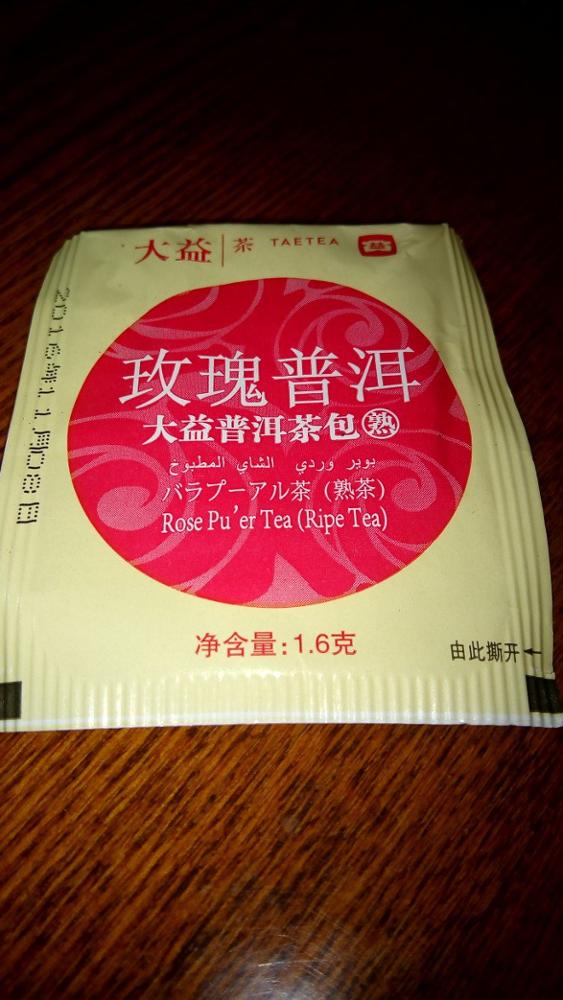 大益 茶 TAETEA 益
玫瑰普洱
大益普洱茶包 熟
بوير وردي الشاي المطبوخ
バラプーアル茶（熟茶）
Rose Pu'er Tea (Ripe Tea)
净含量:1.6克
由此撕开
2016年11月08日